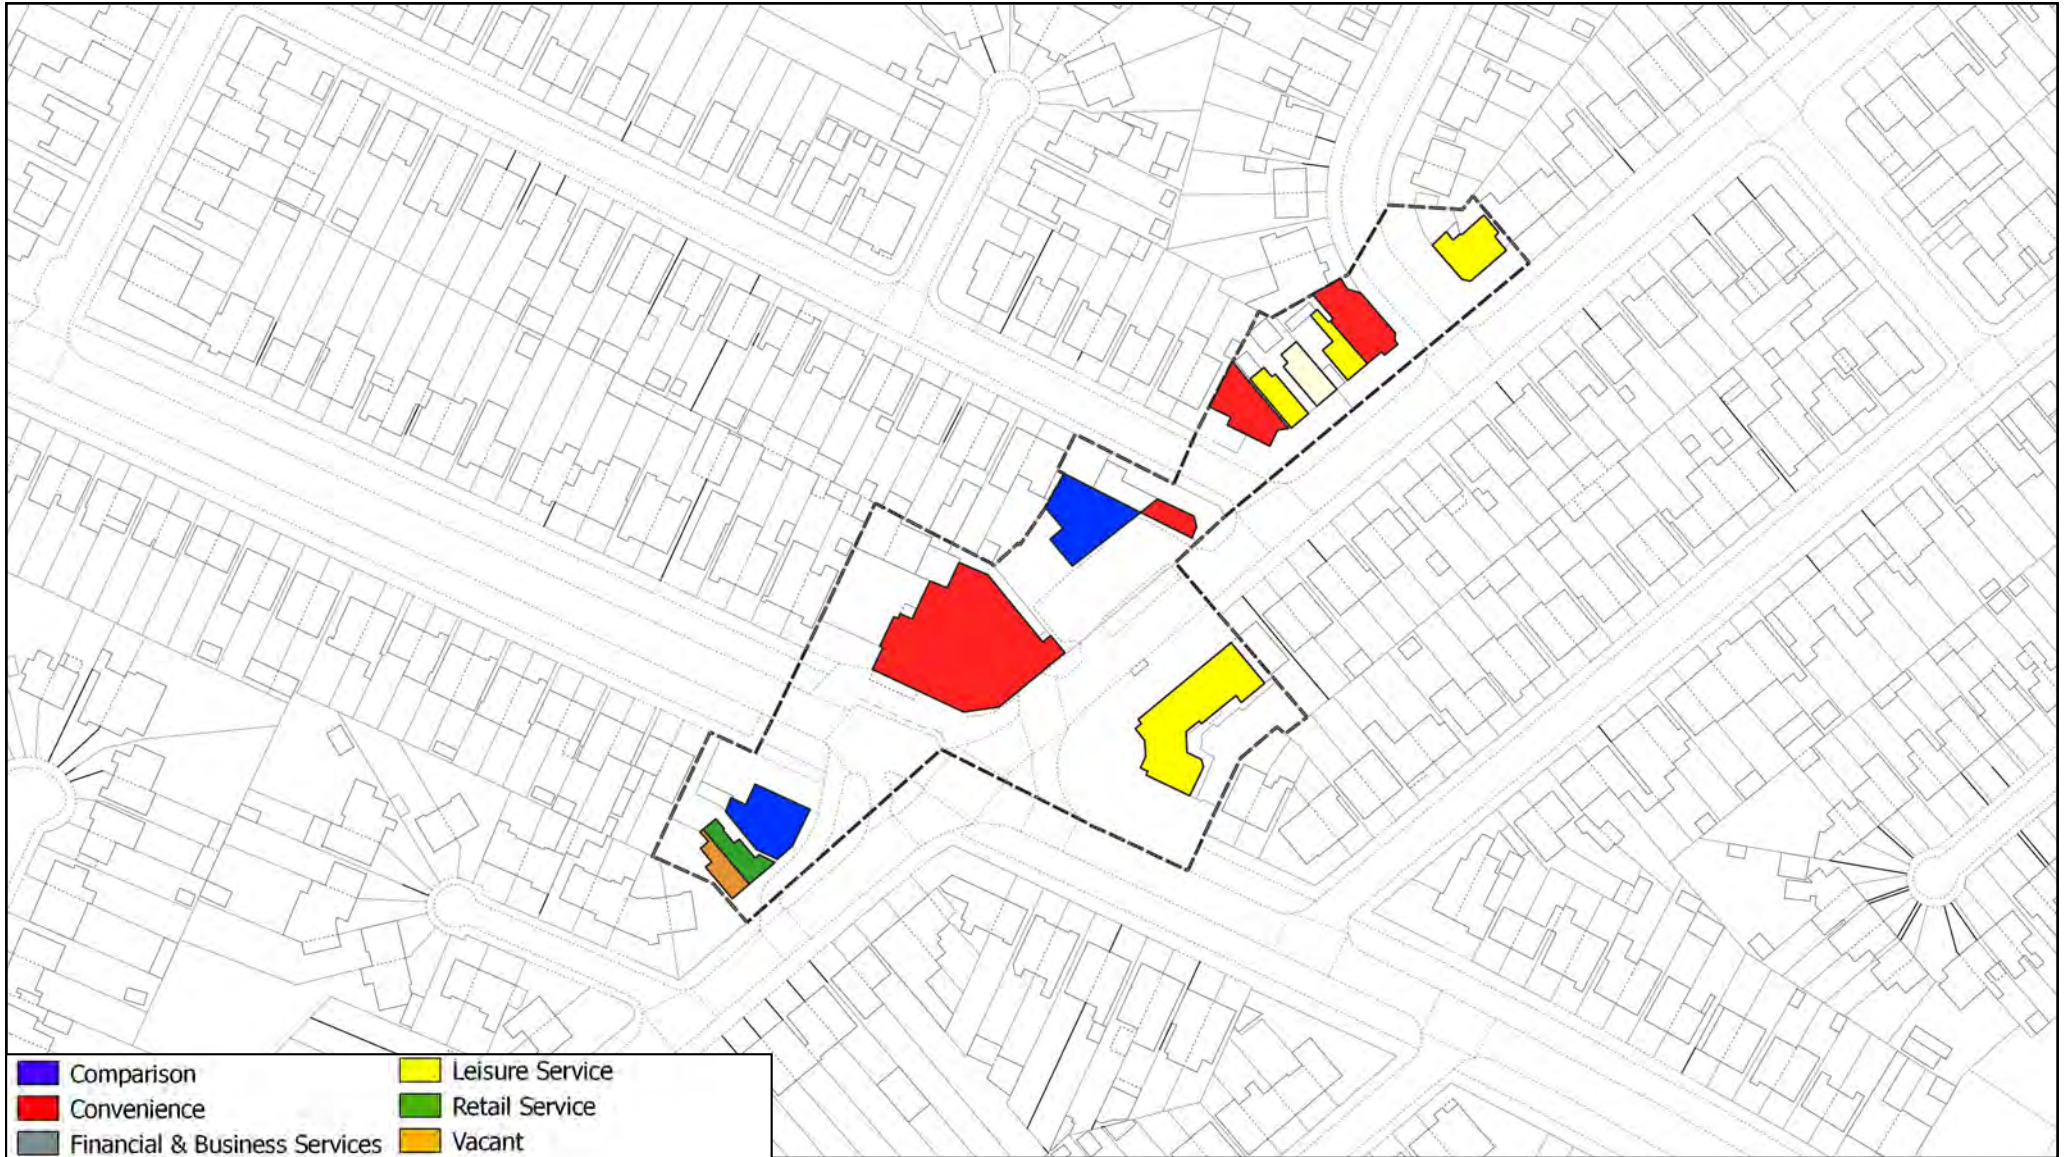 Comparison
Convenience
Financial & Business Services
Leisure Service
Retail Service
Vacant